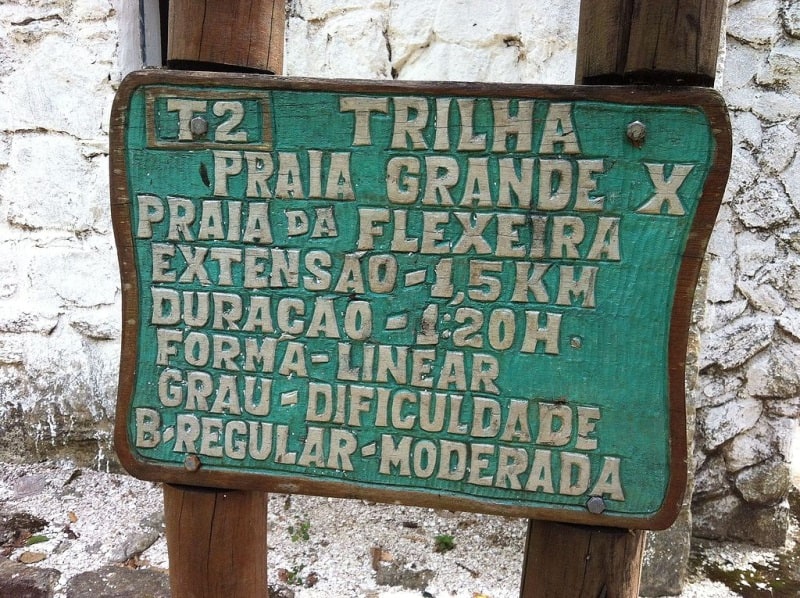 T2 TRILHA
PRAIA GRANDE X
PRAIA DA FLEXEIRA
EXTENSÃO - 1,5 KM
DURAÇÃO - 1:20 H.
FORMA - LINEAR
GRAU - DIFICULDADE
B - REGULAR - MODERADA